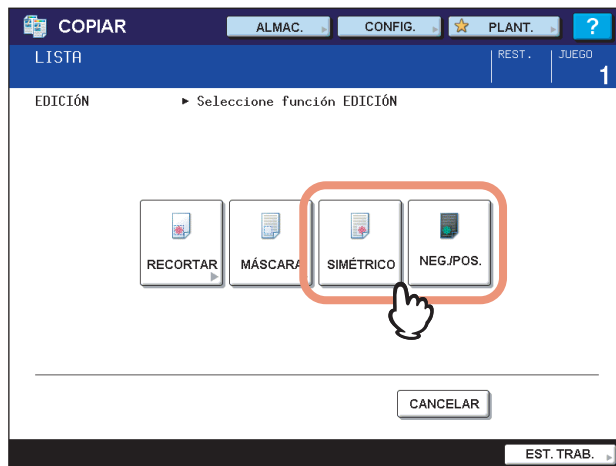 COPIAR
ALMAC.
CONFIG.
PLANT.
?
LISTA
REST.
JUEGO
1
EDICIÓN
Seleccione función EDICIÓN
RECORTAR
MÁSCARA
SIMÉTRICO
NEG./POS.
CANCELAR
EST. TRAB.